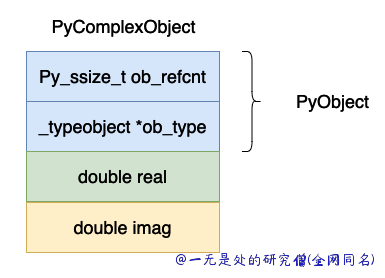 PyComplexObject
Py_ssize_t ob_refcnt
_typeobject *ob_type
PyObject
double real
double imag
@一无是处的研究僧(全网同名)